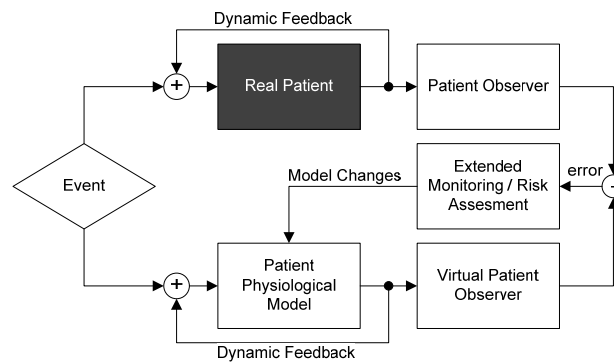 Dynamic Feedback
+
Real Patient
Patient Observer
Event
Model Changes
Extended
Monitoring / Risk
Assesment
error
-
+
Patient
Physiological
Model
Virtual Patient
Observer
Dynamic Feedback